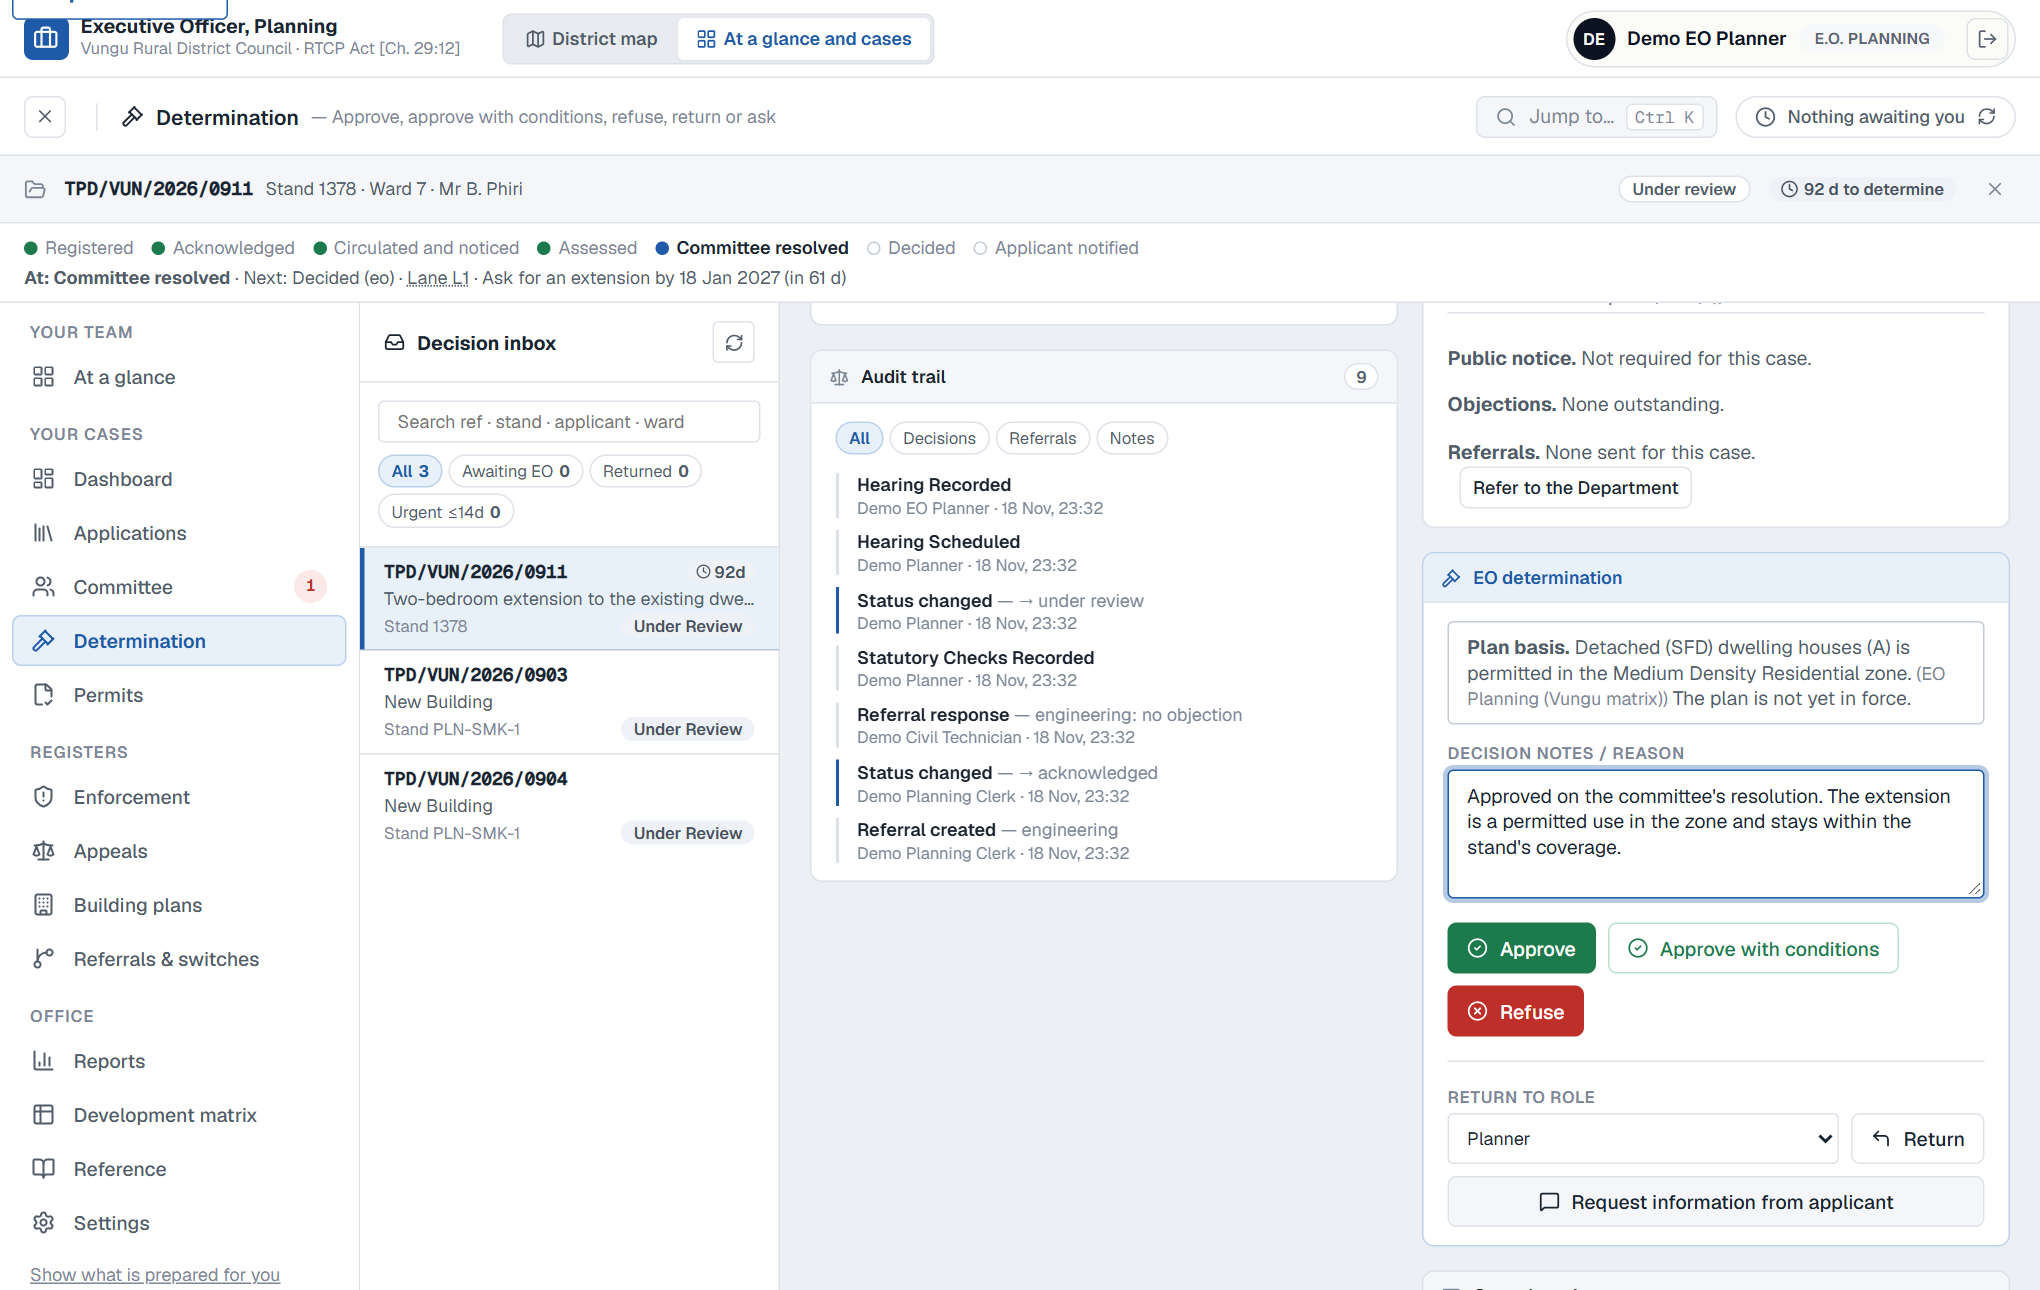 Executive Officer, Planning
Vungu Rural District Council · RTCP Act [Ch. 29:12]
District map
At a glance and cases
DE
Demo EO Planner
E.O. PLANNING
Determination
— Approve, approve with conditions, refuse, return or ask
Jump to... Ctrl K
Nothing awaiting you
TPD/VUN/2026/0911 Stand 1378 · Ward 7 · Mr B. Phiri
Under review
92 d to determine
Registered Acknowledged Circulated and noticed Assessed Committee resolved Decided Applicant notified
At: Committee resolved · Next: Decided (eo) · Lane L1 · Ask for an extension by 18 Jan 2027 (in 61 d)
YOUR TEAM
At a glance
YOUR CASES
Dashboard
Applications
Committee 1
Determination
Permits
REGISTERS
Enforcement
Appeals
Building plans
Referrals & switches
OFFICE
Reports
Development matrix
Reference
Settings
Show what is prepared for you
Decision inbox
Search ref · stand · applicant · ward
All 3
Awaiting EO 0
Returned 0
Urgent ≤14d 0
TPD/VUN/2026/0911 92d
Two-bedroom extension to the existing dwe...
Stand 1378 Under Review
TPD/VUN/2026/0903
New Building
Stand PLN-SMK-1 Under Review
TPD/VUN/2026/0904
New Building
Stand PLN-SMK-1 Under Review
Audit trail 9
All Decisions Referrals Notes
Hearing Recorded
Demo EO Planner · 18 Nov, 23:32
Hearing Scheduled
Demo Planner · 18 Nov, 23:32
Status changed — → under review
Demo Planner · 18 Nov, 23:32
Statutory Checks Recorded
Demo Planner · 18 Nov, 23:32
Referral response — engineering: no objection
Demo Civil Technician · 18 Nov, 23:32
Status changed — → acknowledged
Demo Planning Clerk · 18 Nov, 23:32
Referral created — engineering
Demo Planning Clerk · 18 Nov, 23:32
Public notice. Not required for this case.
Objections. None outstanding.
Referrals. None sent for this case.
Refer to the Department
EO determination
Plan basis. Detached (SFD) dwelling houses (A) is
permitted in the Medium Density Residential zone. (EO
Planning (Vungu matrix)) The plan is not yet in force.
DECISION NOTES / REASON
Approved on the committee's resolution. The extension
is a permitted use in the zone and stays within the
stand's coverage.
Approve
Approve with conditions
Refuse
RETURN TO ROLE
Planner
Return
Request information from applicant